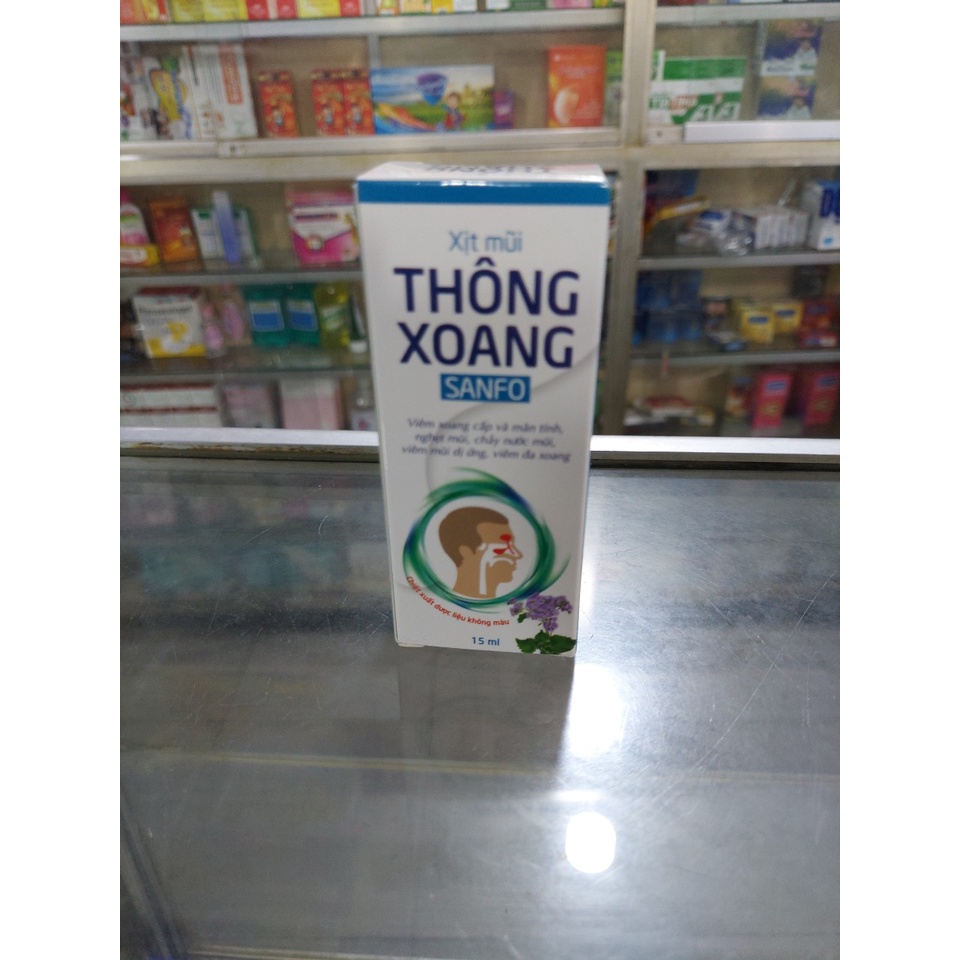 Xịt mũi
THÔNG
XOANG
SANFO
Viêm xoang cấp và mãn tính,
nghẹt mũi, chảy nước mũi,
viêm mũi dị ứng, viêm đa xoang
Chiết xuất dược liệu không màu
15 ml